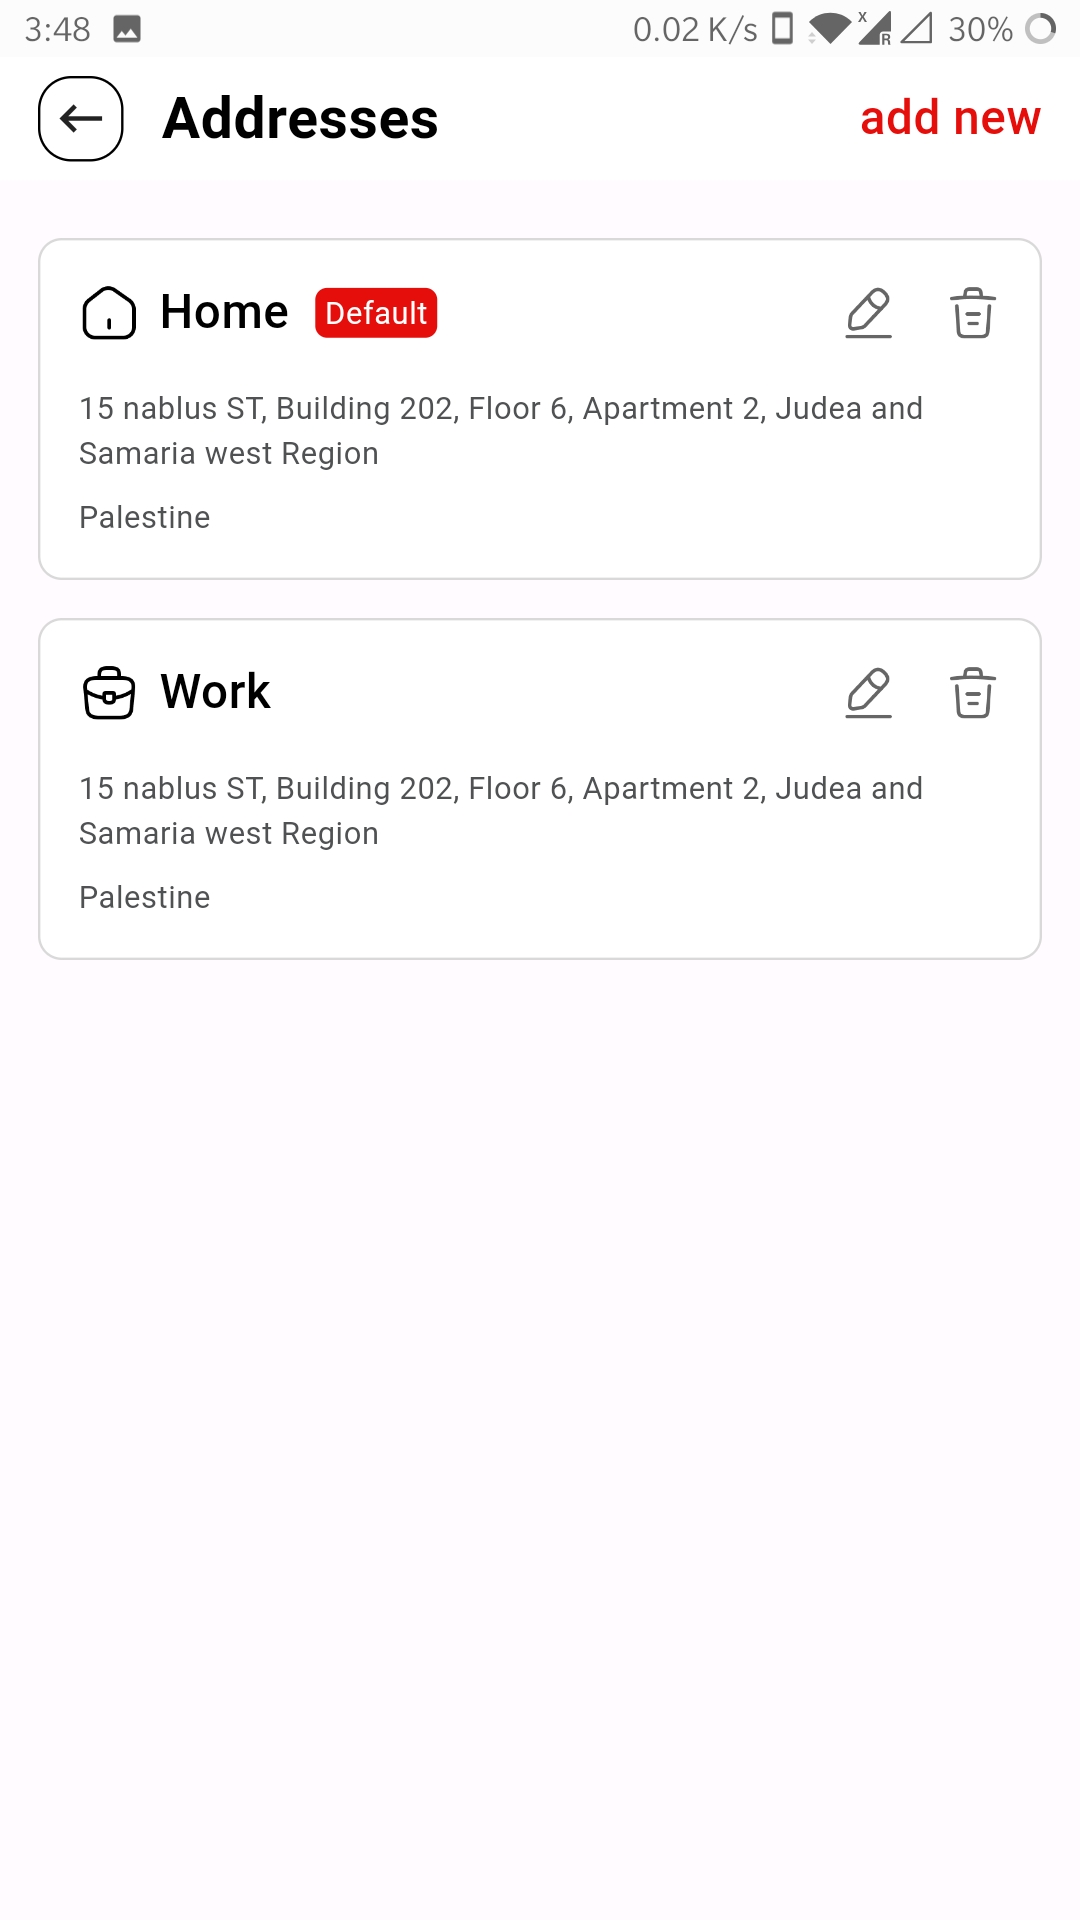 3:48 0.02 K/s X R 30%
Addresses add new
Home Default
15 nablus ST, Building 202, Floor 6, Apartment 2, Judea and
Samaria west Region
Palestine
Work
15 nablus ST, Building 202, Floor 6, Apartment 2, Judea and
Samaria west Region
Palestine